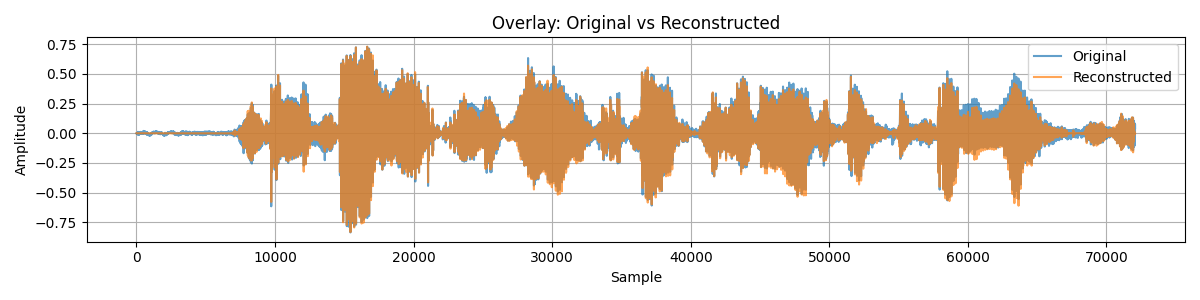 Overlay: Original vs Reconstructed
Original
Reconstructed
Amplitude
0.75
0.50
0.25
0.00
−0.25
−0.50
−0.75
0 10000 20000 30000 40000 50000 60000 70000
Sample